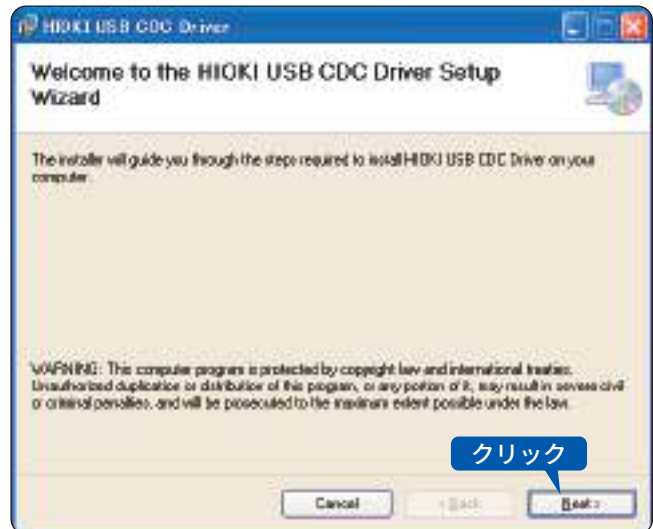 HIOKI USB CDC Driver
Welcome to the HIOKI USB CDC Driver Setup
Wizard
The installer will guide you through the steps required to install HIOKI USB CDC Driver on your
computer.
WARNING: This computer program is protected by copyright law and international treaties.
Unauthorized duplication or distribution of this program, or any portion of it, may result in severe civil
or criminal penalties, and will be prosecuted to the maximum extent possible under the law.
クリック
Cancel
< Back
Next >